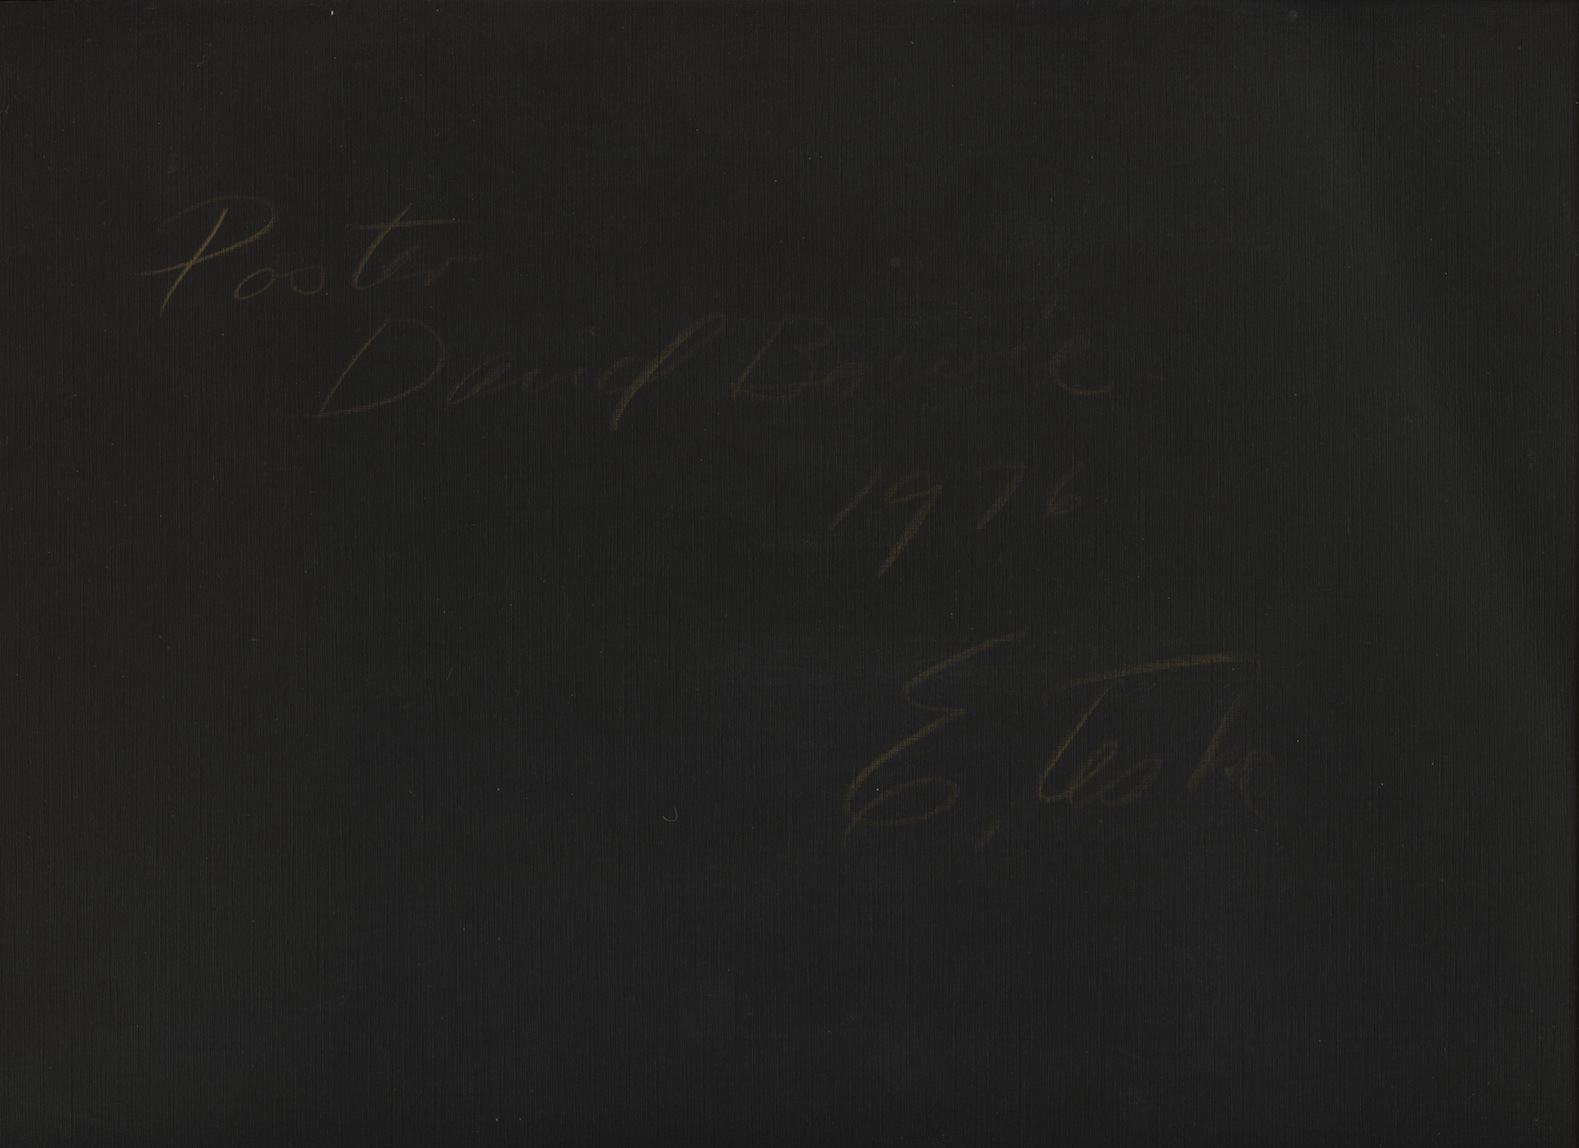 Poster
David Bowie
1976
E. Teske